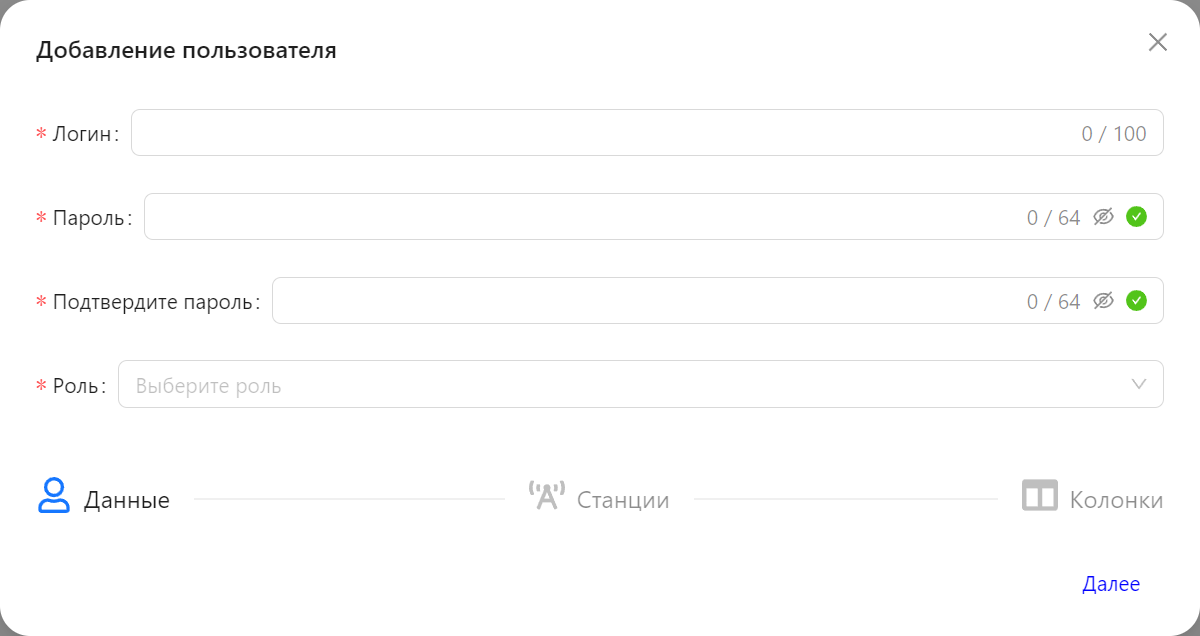 Добавление пользователя
* Логин: 0 / 100
* Пароль: 0 / 64
* Подтвердите пароль: 0 / 64
* Роль: Выберите роль
Данные Станции Колонки
Далее